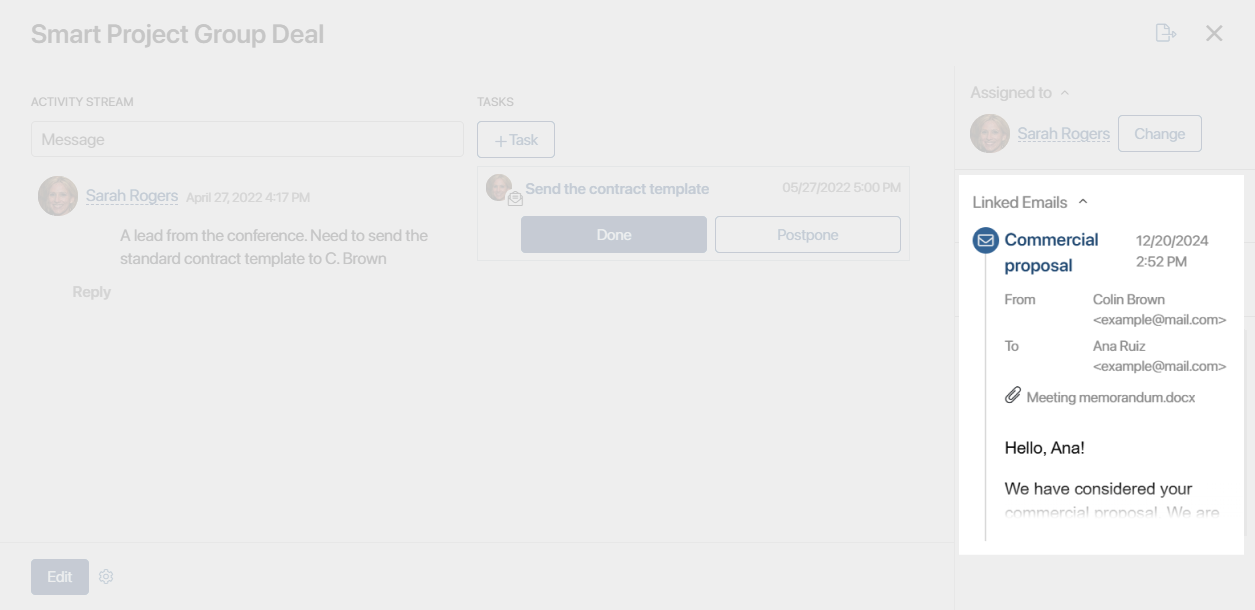 Smart Project Group Deal
ACTIVITY STREAM
Message
Sarah Rogers April 27, 2022 4:17 PM
A lead from the conference. Need to send the
standard contract template to C. Brown
Reply
TASKS
+ Task
Send the contract template 05/27/2022 5:00 PM
Done Postpone
Edit
Assigned to
Sarah Rogers Change
Linked Emails
Commercial
proposal
12/20/2024
2:52 PM
From Colin Brown
<example@mail.com>
To Ana Ruiz
<example@mail.com>
Meeting memorandum.docx
Hello, Ana!
We have considered your
commercial proposal. We are